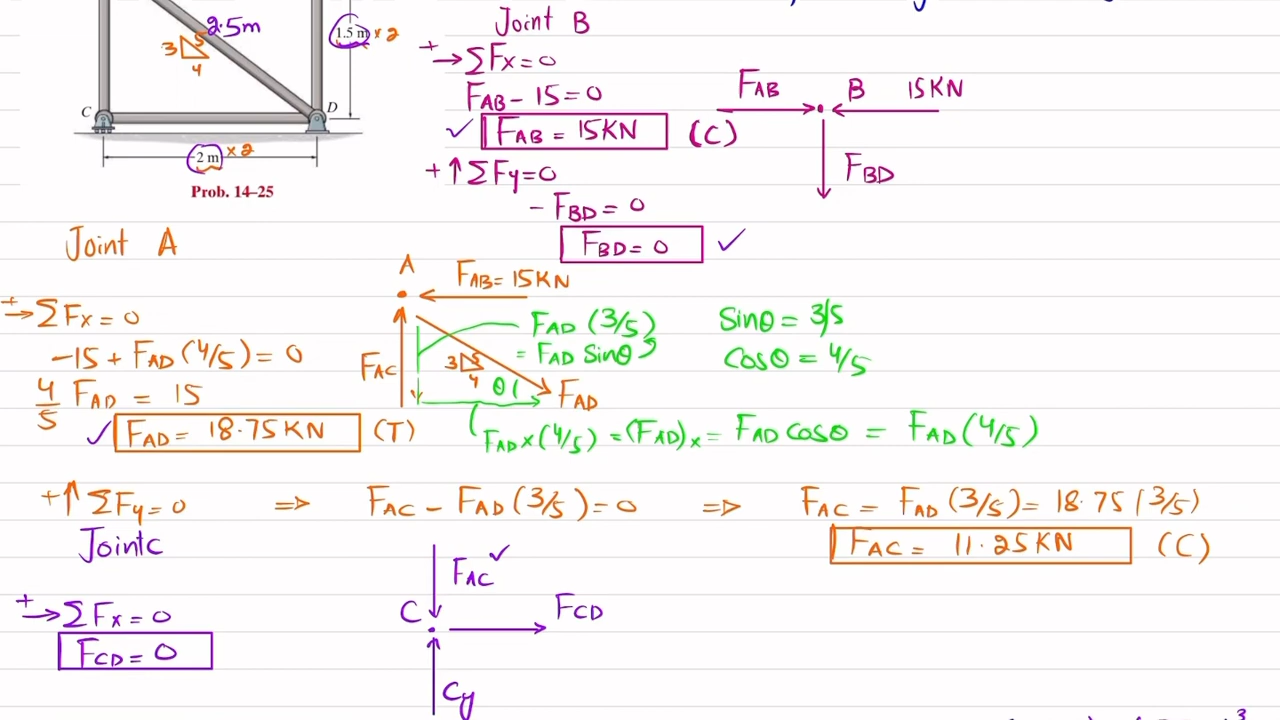 2.5m
3
5
4
1.5 m × 2
C
D
2 m × 2
Prob. 14–25
Joint B
+→ ΣFx = 0
FAB - 15 = 0
✓ FAB = 15KN (C)
+↑ ΣFy = 0
- FBD = 0
FBD = 0 ✓
FAB
B
15KN
FBD
Joint A
+→ ΣFx = 0
-15 + FAD (4/5) = 0
4/5 FAD = 15
✓ FAD = 18.75 KN (T)
A
FAB = 15KN
FAC
FAD (3/5)
= FAD Sinθ
3
5
4
θ
FAD
Sinθ = 3/5
Cosθ = 4/5
FAD × (4/5) = (FAD)x = FAD cosθ = FAD (4/5)
+↑ ΣFy = 0 ⇒ FAC - FAD (3/5) = 0 ⇒ FAC = FAD (3/5) = 18.75 (3/5)
FAC = 11.25KN (C)
Joint C
+→ ΣFx = 0
FCD = 0
FAC ✓
C
FCD
Cy